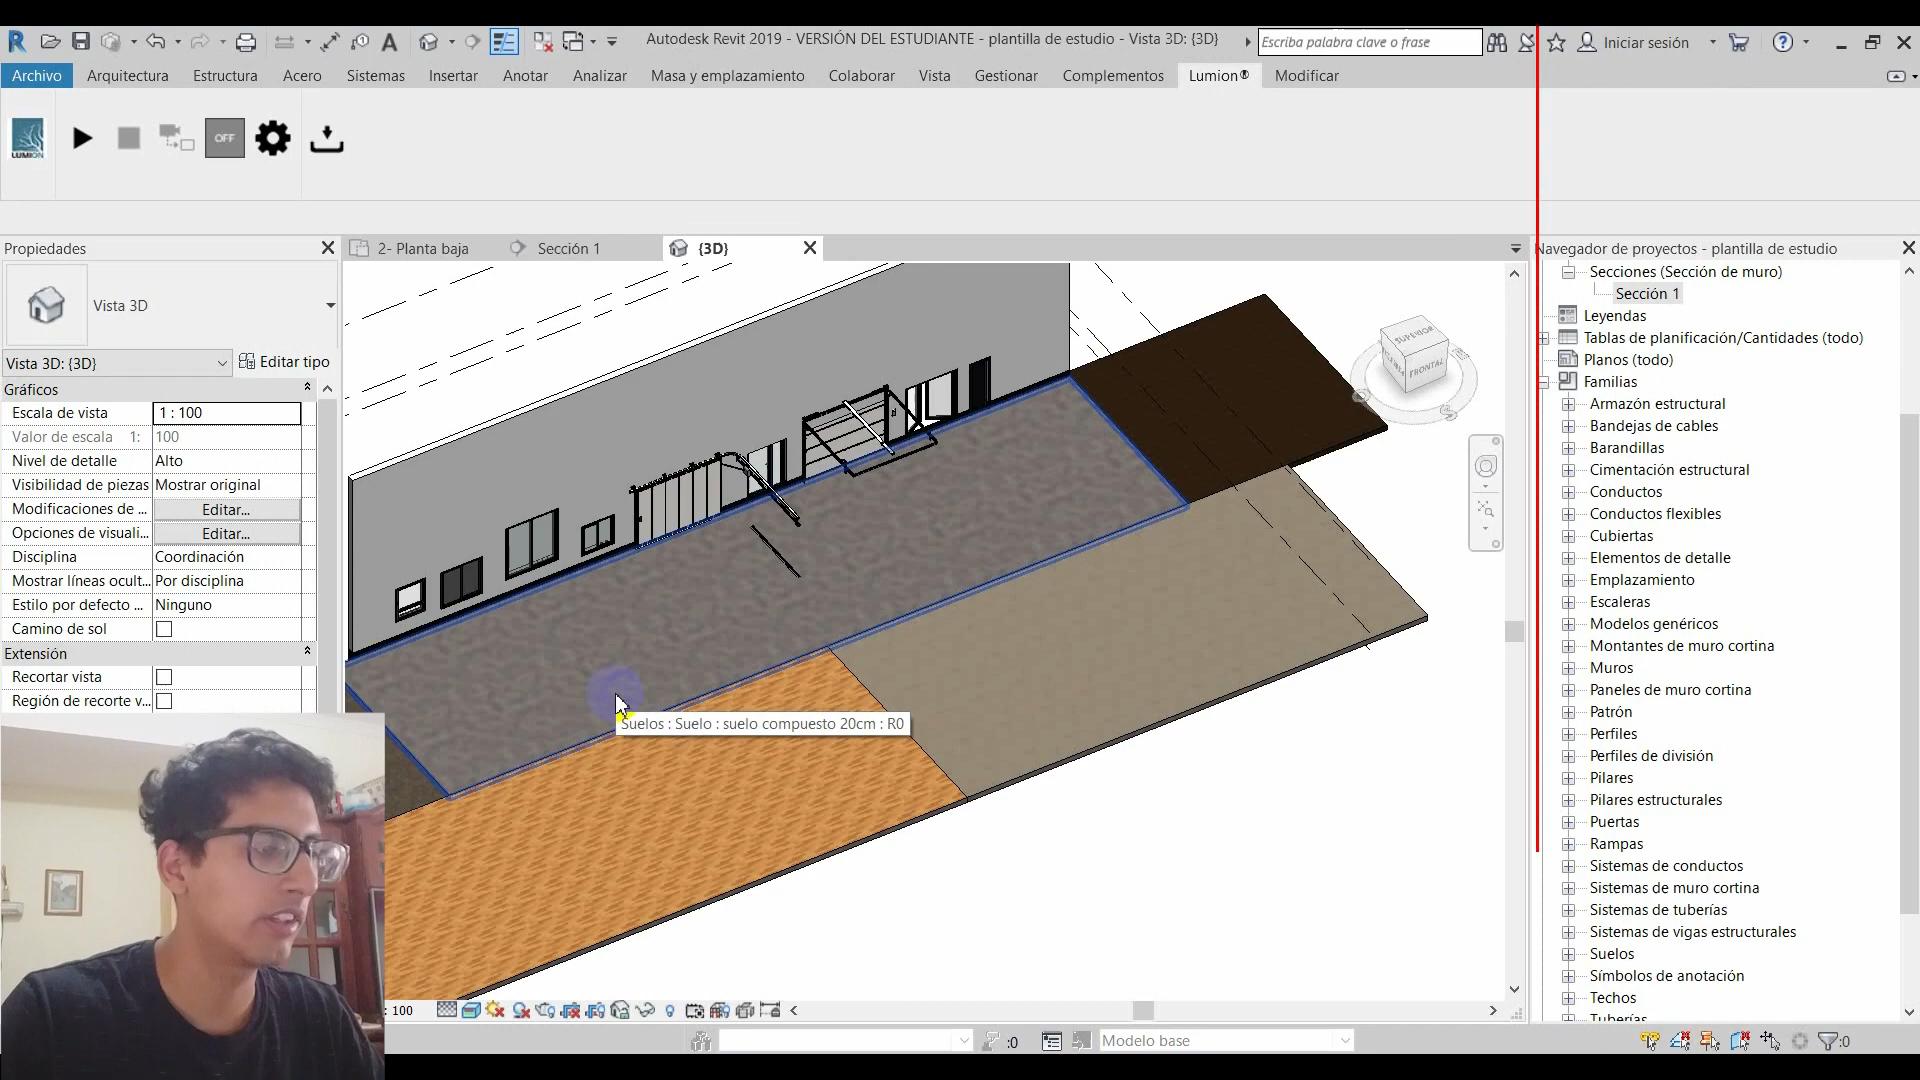 Autodesk Revit 2019 - VERSIÓN DEL ESTUDIANTE - plantilla de estudio - Vista 3D: {3D}
Escriba palabra clave o frase
Iniciar sesión
Archivo Arquitectura Estructura Acero Sistemas Insertar Anotar Analizar Masa y emplazamiento Colaborar Vista Gestionar Complementos Lumion® Modificar
LUMION
OFF
Propiedades
2- Planta baja
Sección 1
{3D}
Navegador de proyectos - plantilla de estudio
Vista 3D
Vista 3D: {3D}
Editar tipo
Gráficos
Escala de vista 1 : 100
Valor de escala 1: 100
Nivel de detalle Alto
Visibilidad de piezas Mostrar original
Modificaciones de ... Editar...
Opciones de visuali... Editar...
Disciplina Coordinación
Mostrar líneas ocult... Por disciplina
Estilo por defecto ... Ninguno
Camino de sol
Extensión
Recortar vista
Región de recorte v...
SUPERIOR
FRONTAL
Suelos : Suelo : suelo compuesto 20cm : R0
Secciones (Sección de muro)
Sección 1
Leyendas
Tablas de planificación/Cantidades (todo)
Planos (todo)
Familias
Armazón estructural
Bandejas de cables
Barandillas
Cimentación estructural
Conductos
Conductos flexibles
Cubiertas
Elementos de detalle
Emplazamiento
Escaleras
Modelos genéricos
Montantes de muro cortina
Muros
Paneles de muro cortina
Patrón
Perfiles
Perfiles de división
Pilares
Pilares estructurales
Puertas
Rampas
Sistemas de conductos
Sistemas de muro cortina
Sistemas de tuberías
Sistemas de vigas estructurales
Suelos
Símbolos de anotación
Techos
Tuberías
: 100
:0
Modelo base
:0